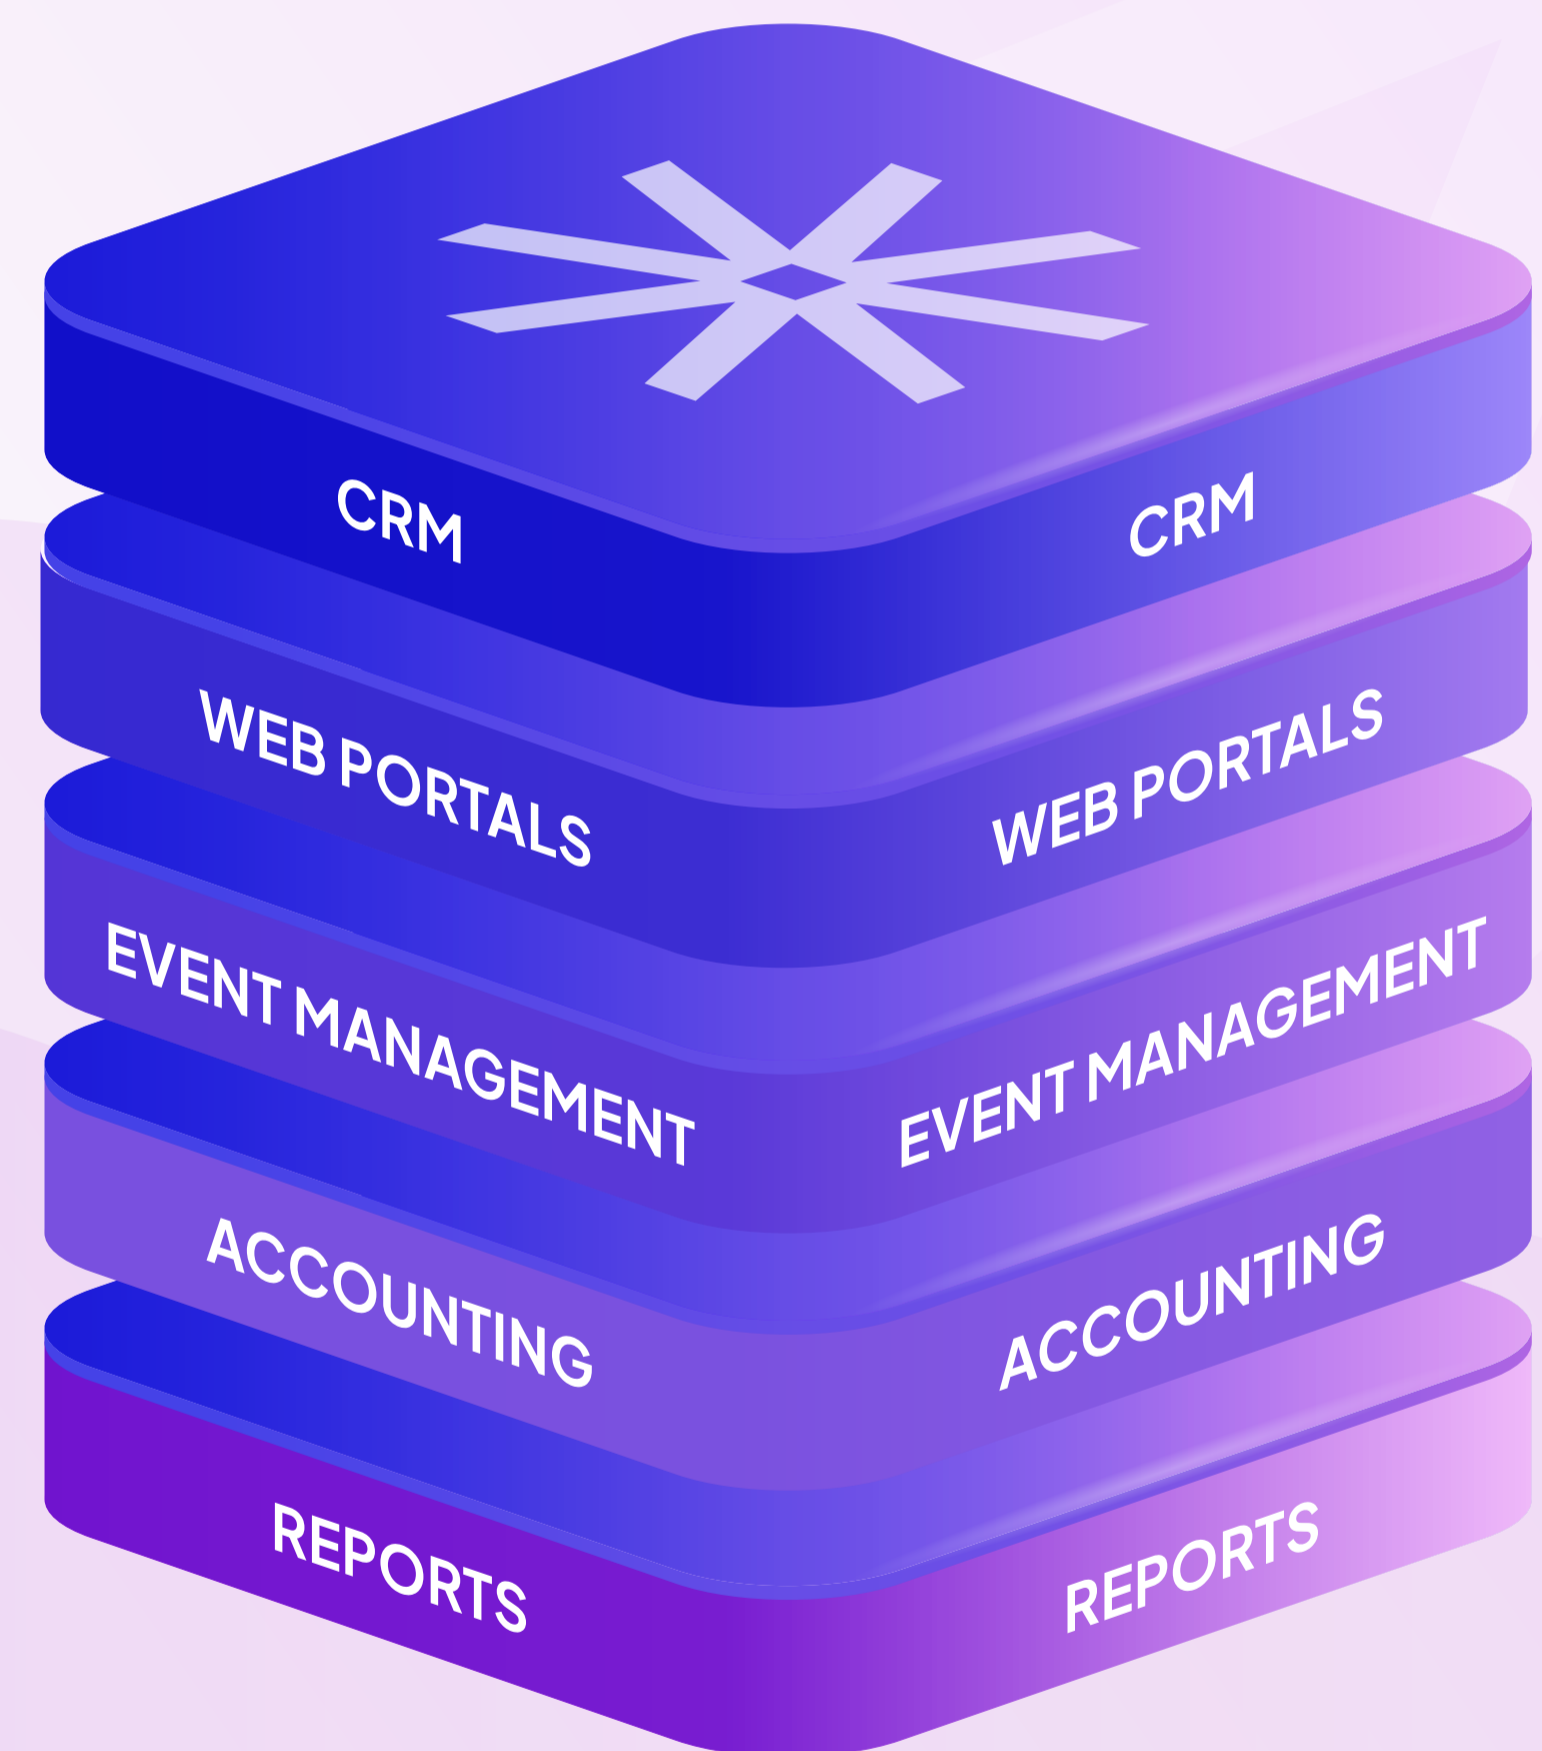 CRM
CRM
WEB PORTALS
WEB PORTALS
EVENT MANAGEMENT
EVENT MANAGEMENT
ACCOUNTING
ACCOUNTING
REPORTS
REPORTS